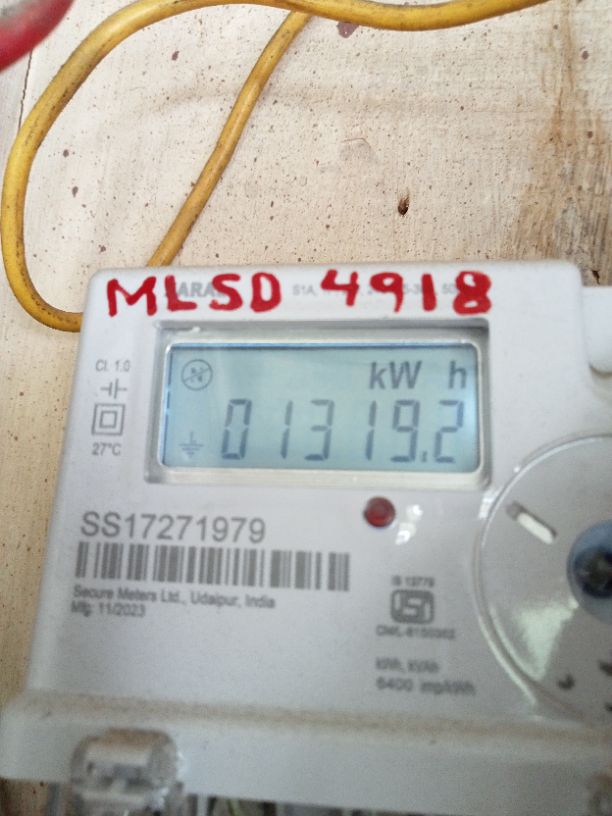 MLSD 4918
Cl. 1.0
27°C
kW h
01319.2
SS17271979
Secure Meters Ltd., Udaipur, India
Mfg: 11/2023
IS 13779
kWh, kVAh
6400 imp/kWh